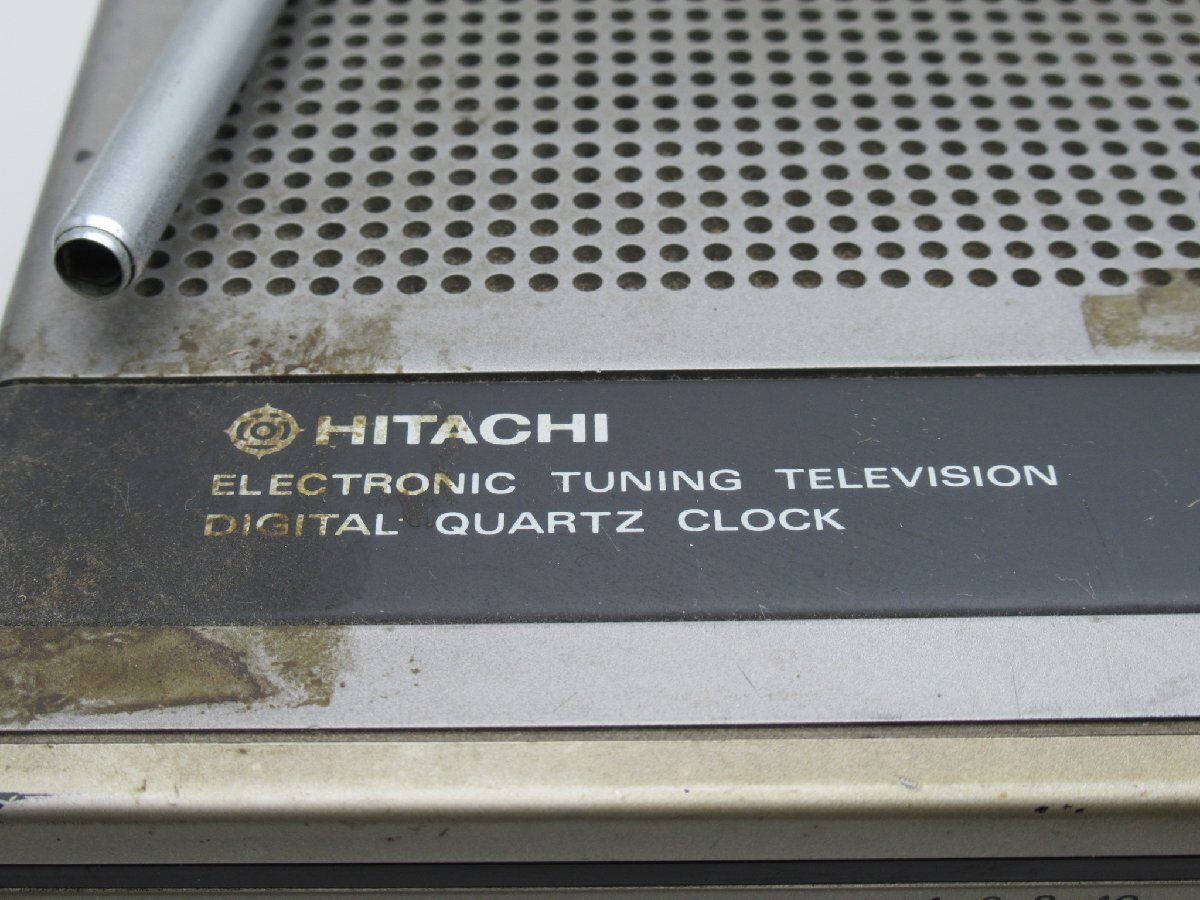 HITACHI
ELECTRONIC TUNING TELEVISION
DIGITAL QUARTZ CLOCK